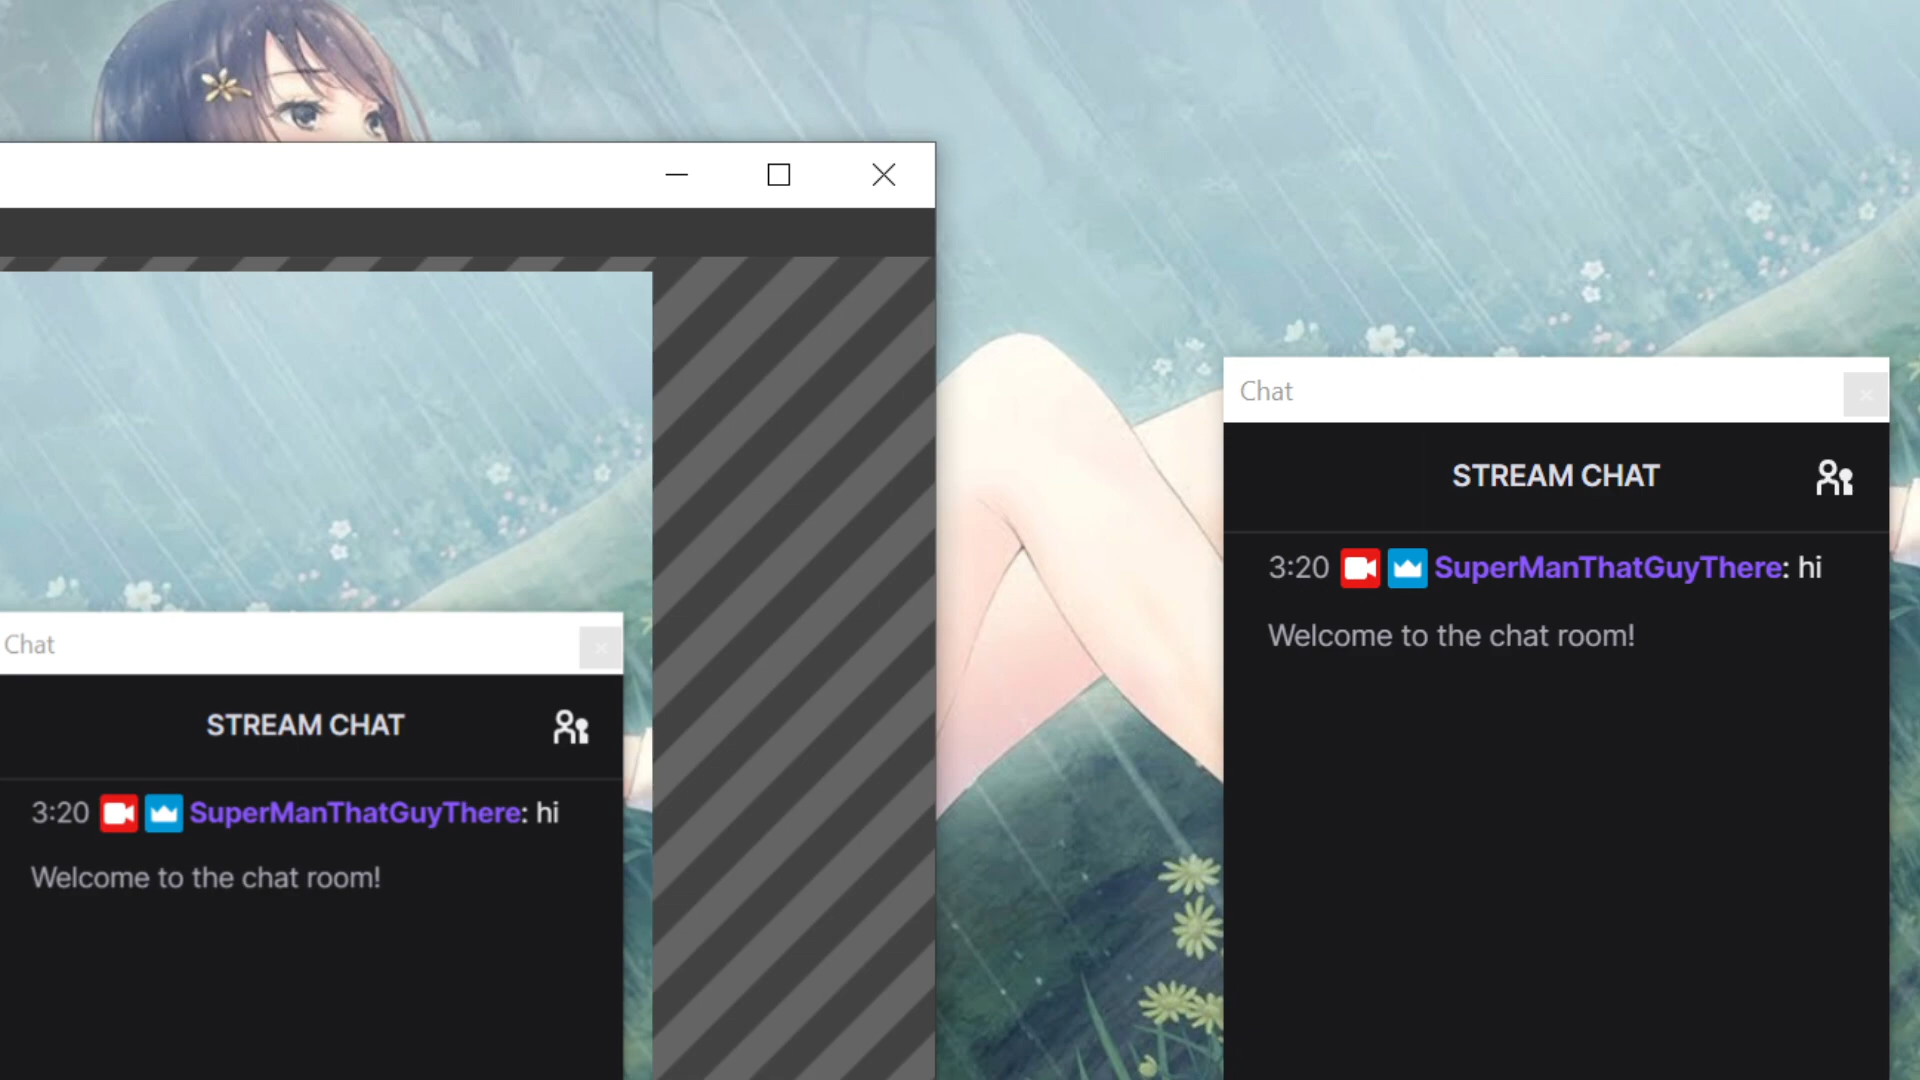 Chat
STREAM CHAT
3:20 SuperManThatGuyThere: hi
Welcome to the chat room!
Chat
STREAM CHAT
3:20 SuperManThatGuyThere: hi
Welcome to the chat room!